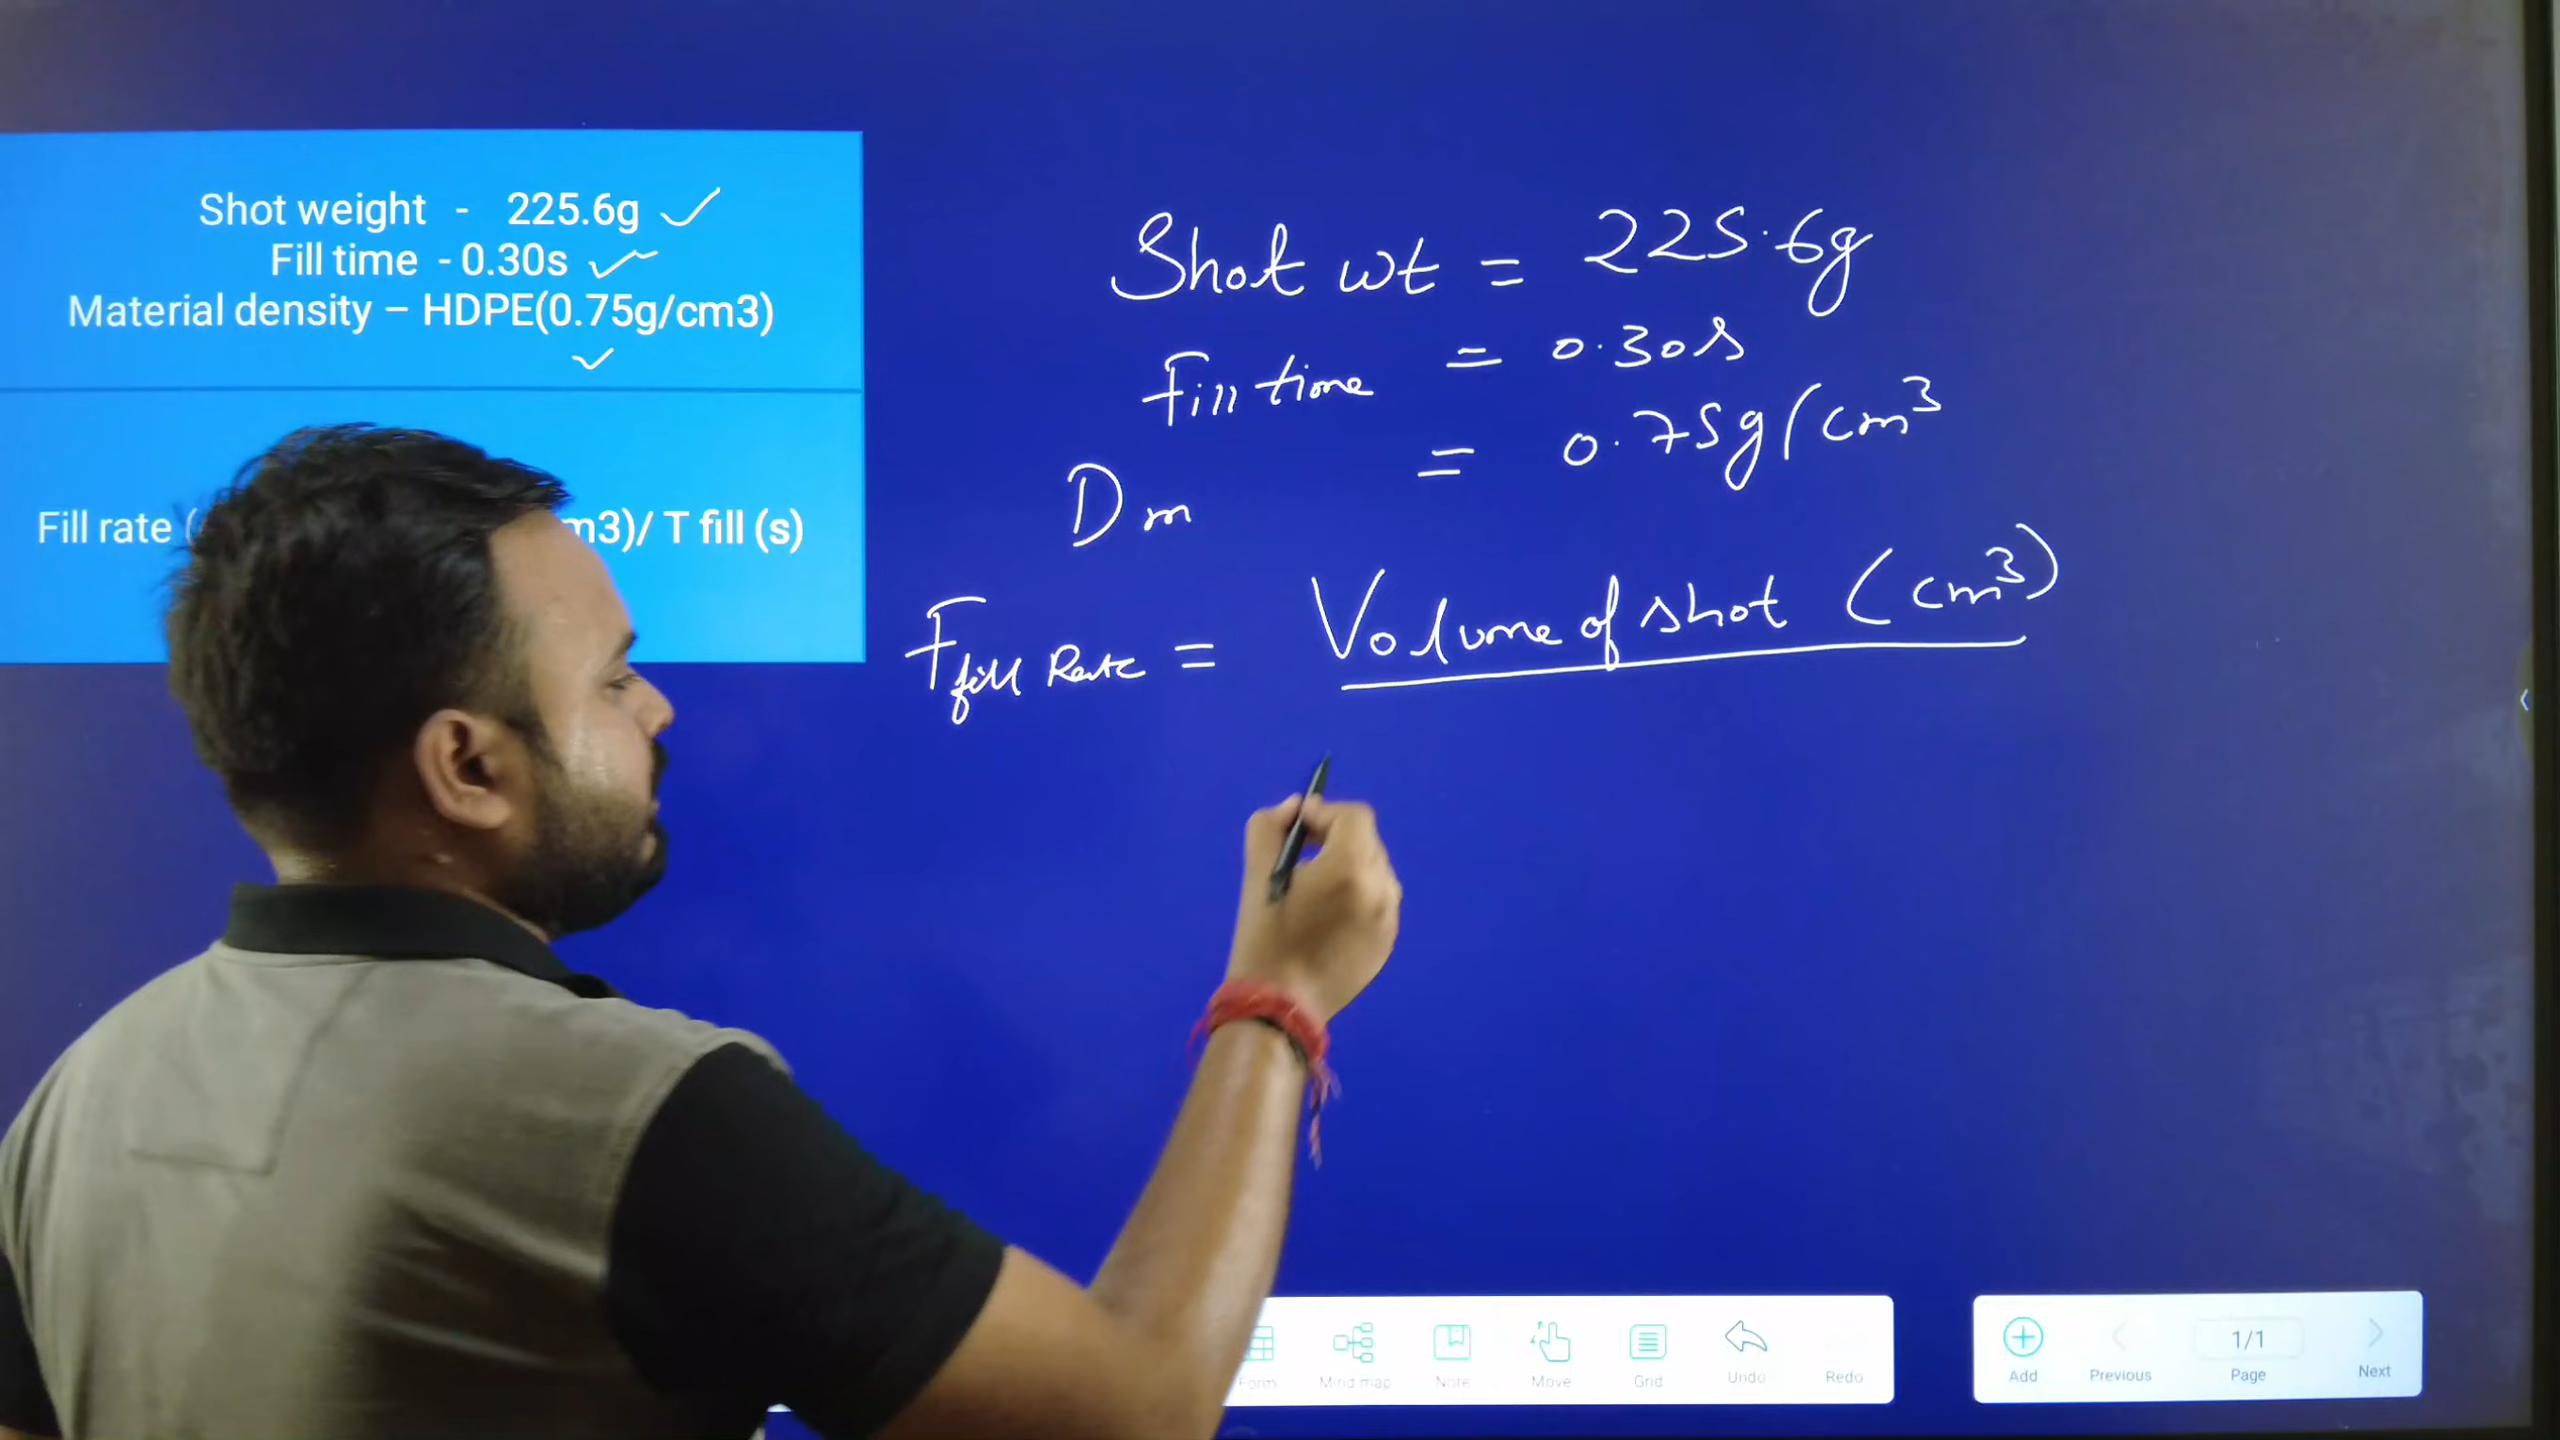 Shot weight - 225.6g
Fill time - 0.30s
Material density – HDPE(0.75g/cm3)
Fill rate ( m3)/ T fill (s)
Shot wt = 225.6g
Fill time = 0.30s
Dm = 0.75g/cm³
Ffill Rate = Volume of shot (cm³)
Form
Mind map
Note
Move
Grid
Undo
Redo
Add
Previous
1/1
Page
Next